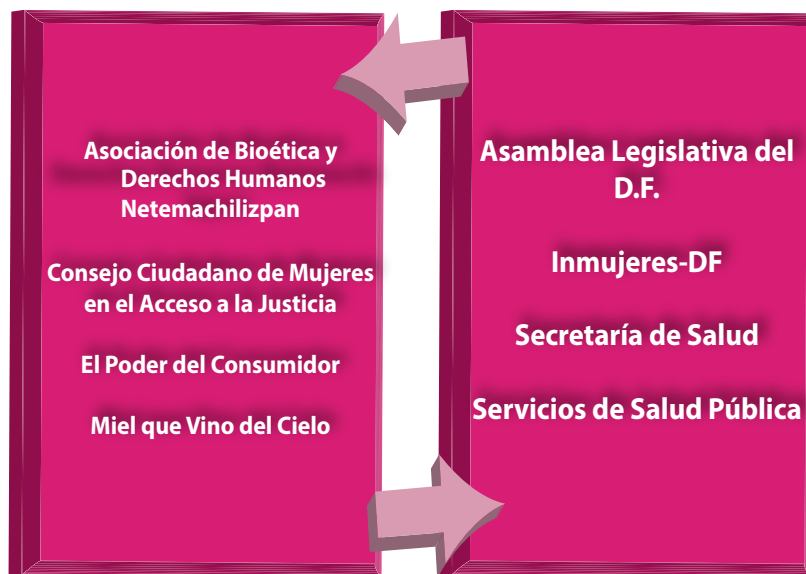 Asociación de Bioética y
Derechos Humanos
Netemachilizpan
Consejo Ciudadano de Mujeres
en el Acceso a la Justicia
El Poder del Consumidor
Miel que Vino del Cielo
Asamblea Legislativa del
D.F.
Inmujeres-DF
Secretaría de Salud
Servicios de Salud Pública